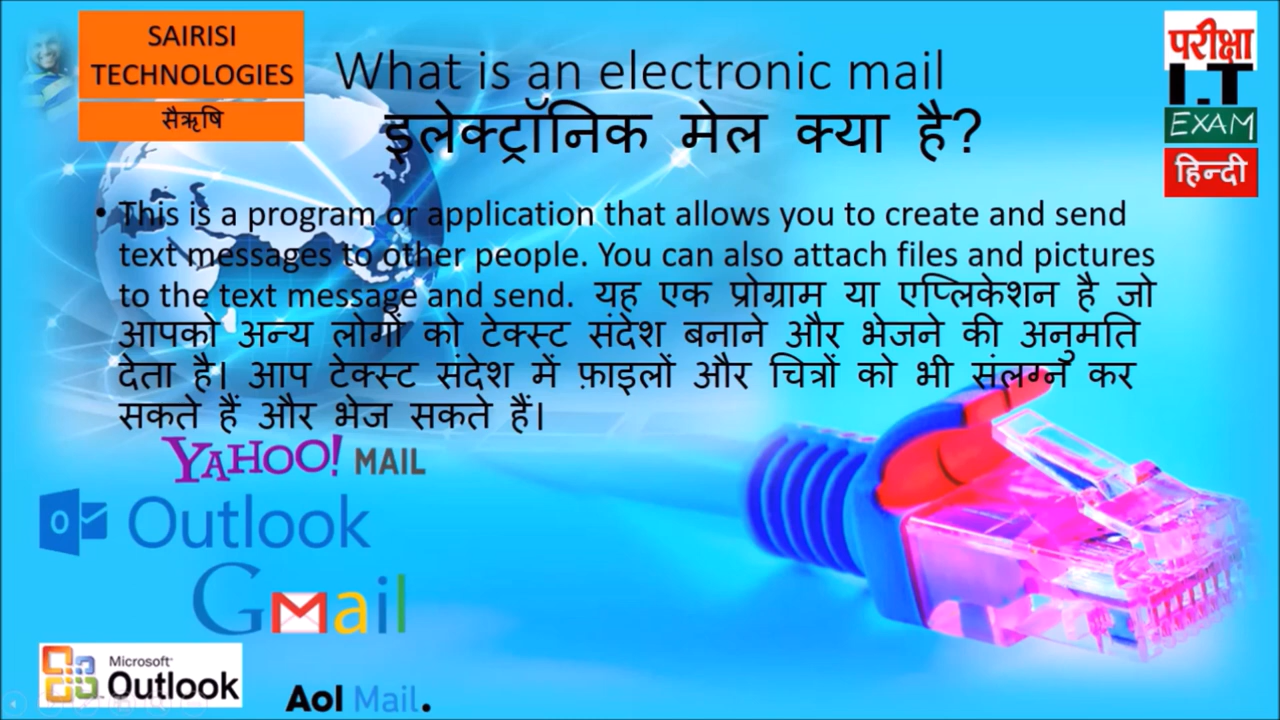 SAIRISI
TECHNOLOGIES
सैऋषि
What is an electronic mail
इलेक्ट्रॉनिक मेल क्या है?
परीक्षा
I.T
EXAM
हिन्दी
• This is a program or application that allows you to create and send
text messages to other people. You can also attach files and pictures
to the text message and send. यह एक प्रोग्राम या एप्लिकेशन है जो
आपको अन्य लोगों को टेक्स्ट संदेश बनाने और भेजने की अनुमति
देता है। आप टेक्स्ट संदेश में फ़ाइलों और चित्रों को भी संलग्न कर
सकते हैं और भेज सकते हैं।
YAHOO! MAIL
Outlook
Gmail
Microsoft
Outlook
Aol Mail.